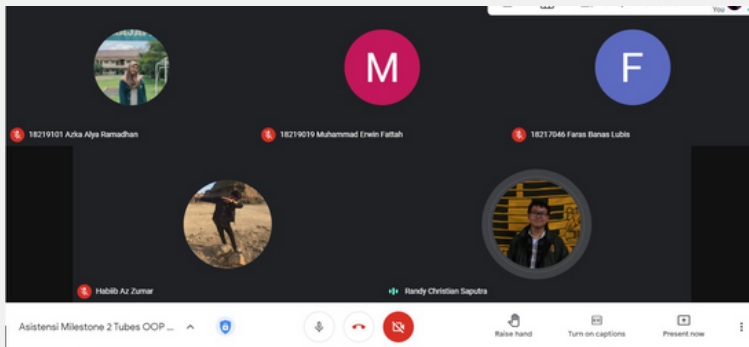 You
M
F
18219101 Azka Alya Ramadhan
18219019 Muhammad Erwin Fattah
18217046 Faras Banas Lubis
Habiib Az Zumar
Randy Christian Saputra
Asistensi Milestone 2 Tubes OOP ...
Raise hand
Turn on captions
Present now